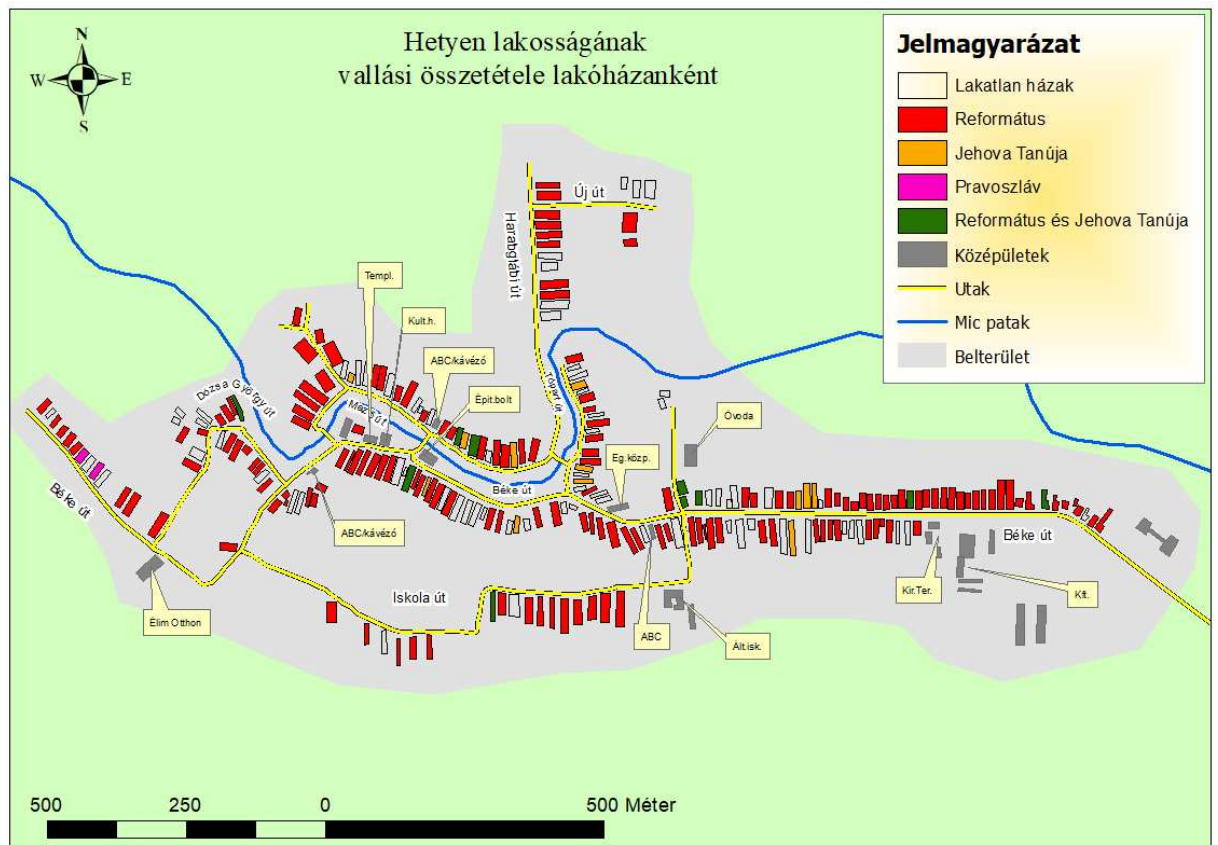 Hetyen lakosságának
vallási összetétele lakóházanként
N
W
E
S
Jelmagyarázat
Lakatlan házak
Református
Jehova Tanúja
Pravoszláv
Református és Jehova Tanúja
Középületek
Utak
Mic patak
Belterület
Új út
Harabglábi út
Templ.
Kult.h.
ABC/kávézó
Épít.bolt
Dózsa György út
Mező út
Tópart út
Óvoda
Eg.közp.
Béke út
Béke út
ABC/kávézó
Béke út
Élim Otthon
Iskola út
ABC
Ált.isk.
Kir.Ter.
Kft.
500
250
0
500 Méter